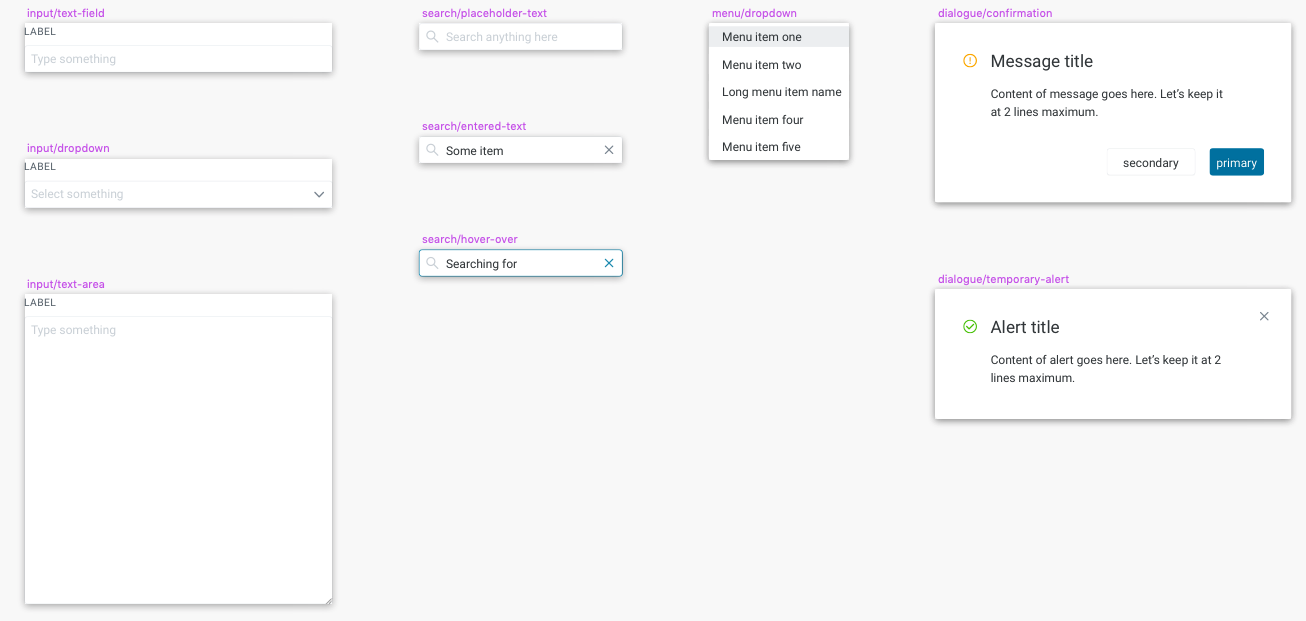 input/text-field
LABEL
Type something
input/dropdown
LABEL
Select something
input/text-area
LABEL
Type something
search/placeholder-text
Search anything here
search/entered-text
Some item
search/hover-over
Searching for
menu/dropdown
Menu item one
Menu item two
Long menu item name
Menu item four
Menu item five
dialogue/confirmation
Message title
Content of message goes here. Let’s keep it
at 2 lines maximum.
secondary
primary
dialogue/temporary-alert
Alert title
Content of alert goes here. Let’s keep it at 2
lines maximum.